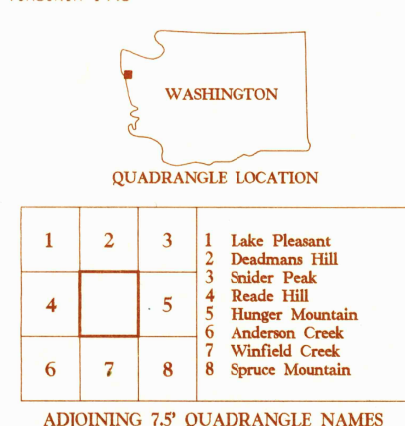 WASHINGTON
QUADRANGLE LOCATION
1 2 3
4 5
6 7 8
1 Lake Pleasant
2 Deadmans Hill
3 Snider Peak
4 Reade Hill
5 Hunger Mountain
6 Anderson Creek
7 Winfield Creek
8 Spruce Mountain
ADJOINING 7.5' QUADRANGLE NAMES